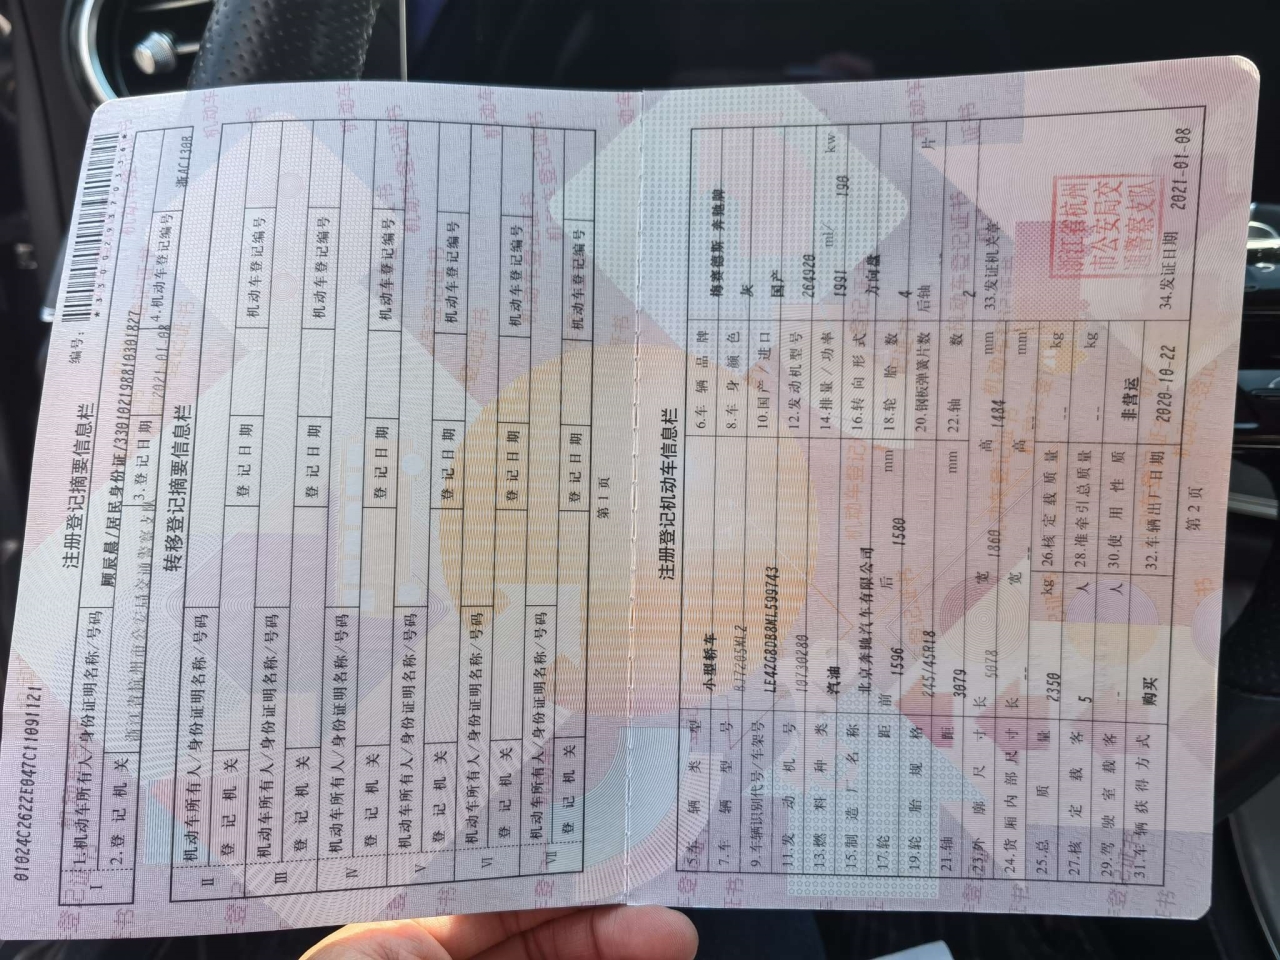 01024C2622E047C11091121
注册登记摘要信息栏
编号:
*330029370334*
I
1.机动车所有人/身份证明名称/号码 顾辰晨/居民身份证/330102198810301827
2.登记机关 浙江省杭州市公安局交通警察支队 3.登记日期 2021-01-08 4.机动车登记编号 浙AC1308
转移登记摘要信息栏
II 机动车所有人/身份证明名称/号码
登记机关 登记日期 机动车登记编号
III 机动车所有人/身份证明名称/号码
登记机关 登记日期 机动车登记编号
IV 机动车所有人/身份证明名称/号码
登记机关 登记日期 机动车登记编号
V 机动车所有人/身份证明名称/号码
登记机关 登记日期 机动车登记编号
VI 机动车所有人/身份证明名称/号码
登记机关 登记日期 机动车登记编号
VII 机动车所有人/身份证明名称/号码
登记机关 登记日期 机动车登记编号
第 1 页
注册登记机动车信息栏
5.车辆类型 小型轿车 6.车辆品牌 梅赛德斯 奔驰牌
7.车辆型号 BJ7205ML2 8.车身颜色 灰
9.车辆识别代号/车架号 LE4ZG8DB8ML599743 10.国产/进口 国产
11.发动机号 10730280 12.发动机型号 264920
13.燃料种类 汽油 14.排量/功率 1991 ml/ 190 kw
15.制造厂名称 北京奔驰汽车有限公司 16.转向形式 方向盘
17.轮距 前 1596 后 1580 mm 18.轮胎数 4
19.轮胎规格 245/45R18 20.钢板弹簧片数 后轴 -- 片
21.轴距 3079 mm 22.轴数 2
23.外廓尺寸 长 5078 宽 1860 高 1484 mm 33.发证机关章
24.货厢内部尺寸 长 -- 宽 -- 高 -- mm
25.总质量 2350 kg 26.核定载质量 -- kg
27.核定载客 5 人 28.准牵引总质量 -- kg
29.驾驶室载客 - 人 30.使用性质 非营运
31.车辆获得方式 购买 32.车辆出厂日期 2020-10-22 34.发证日期 2021-01-08
浙江省杭州
市公安局交
通警察支队
第 2 页